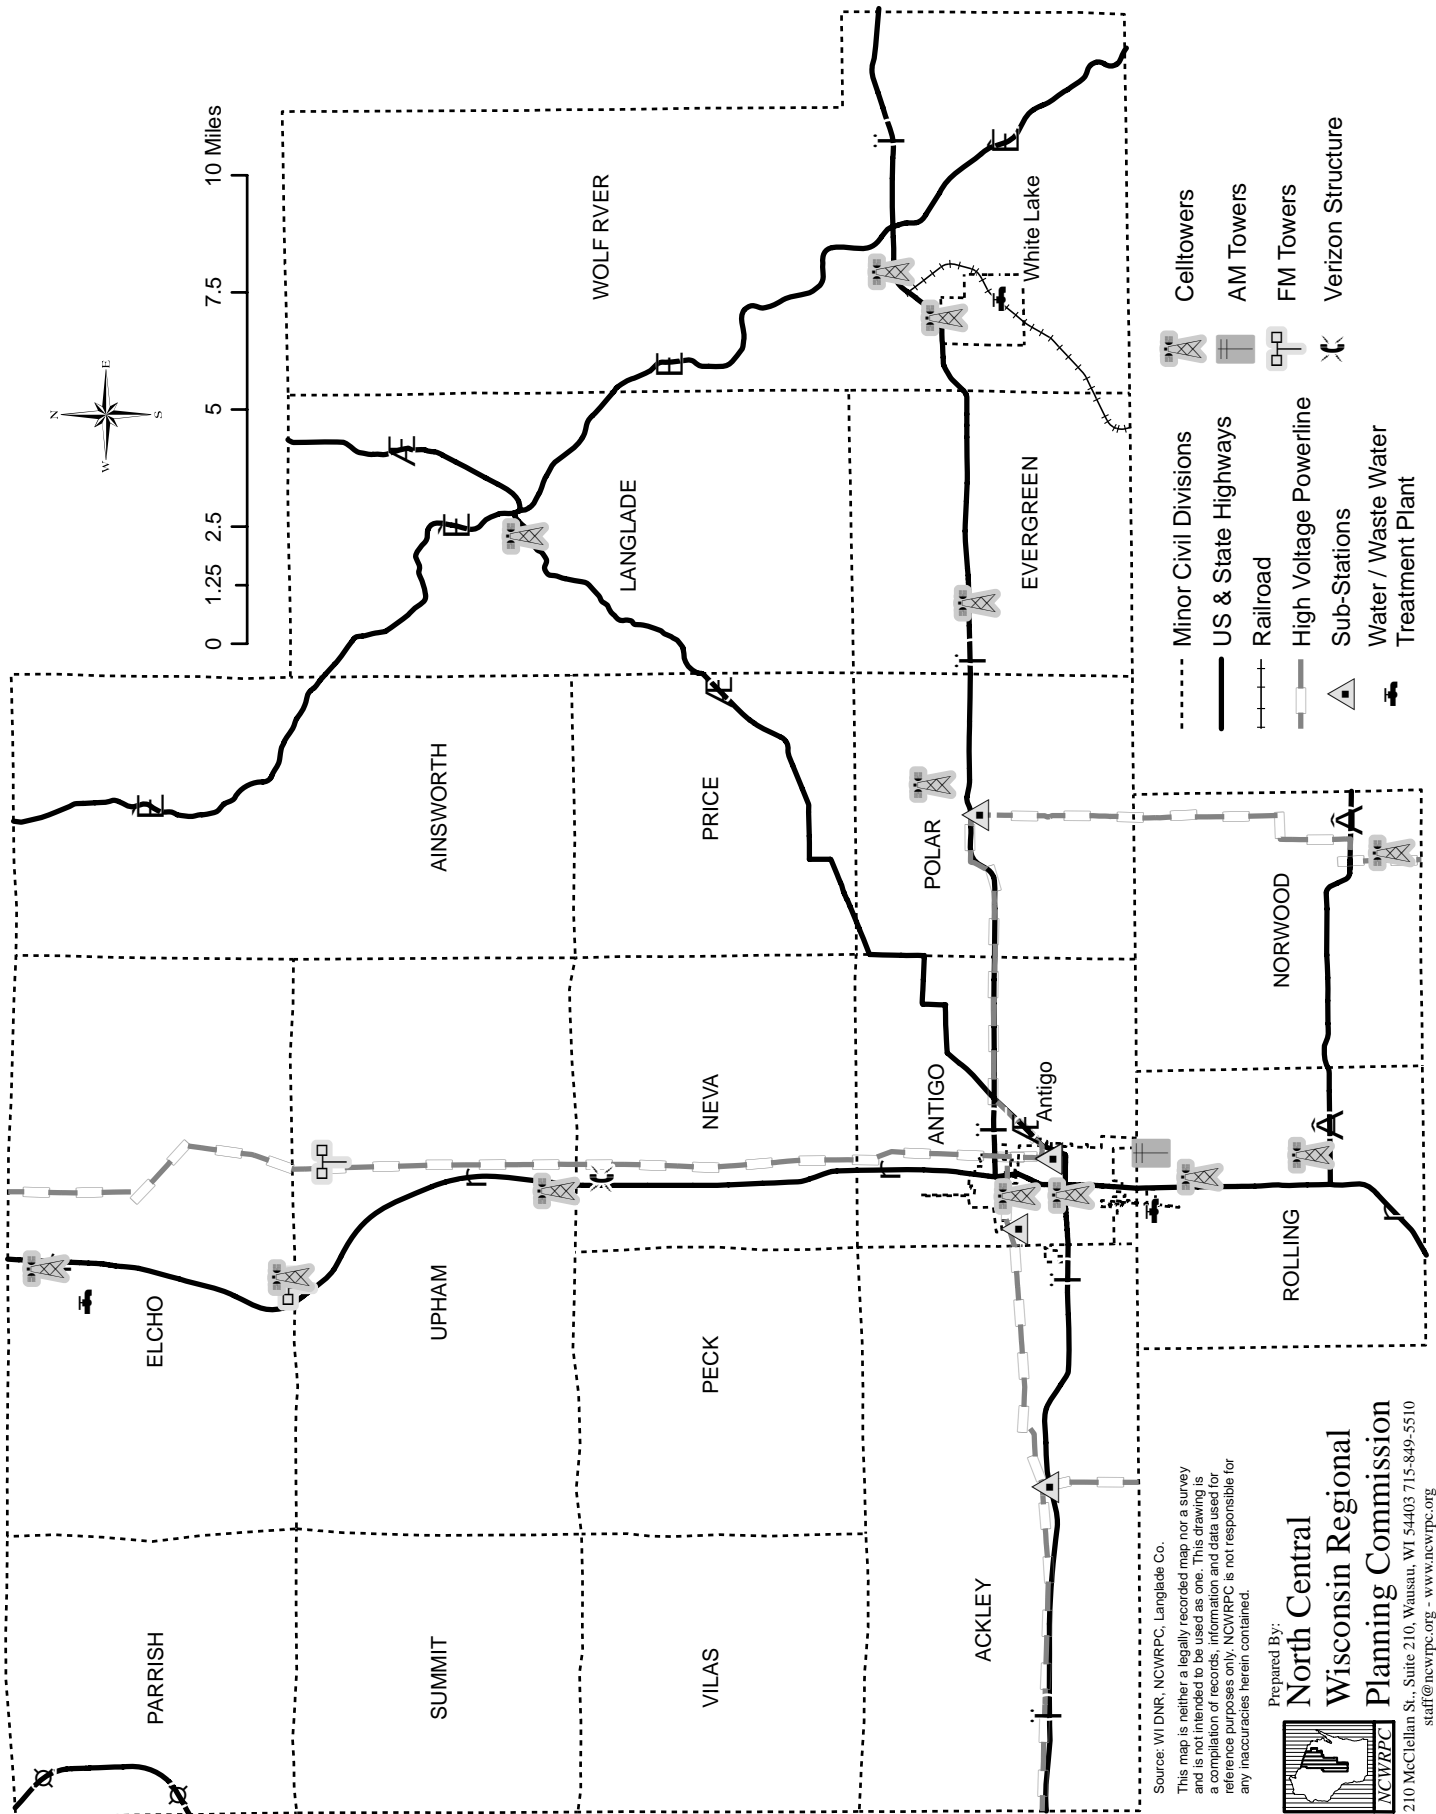 N
W
E
S
0
1.25
2.5
5
7.5
10 Miles
PARRISH
ELCHO
SUMMIT
UPHAM
AINSWORTH
LANGLADE
WOLF RVER
VILAS
PECK
NEVA
PRICE
ACKLEY
ANTIGO
Antigo
POLAR
EVERGREEN
White Lake
ROLLING
NORWOOD
Minor Civil Divisions
US & State Highways
Railroad
High Voltage Powerline
Sub-Stations
Water / Waste Water
Treatment Plant
Celltowers
AM Towers
FM Towers
Verizon Structure
Source: WI DNR, NCWRPC, Langlade Co.
This map is neither a legally recorded map nor a survey
and is not intended to be used as one. This drawing is
a compilation of records, information and data used for
reference purposes only. NCWRPC is not responsible for
any inaccuracies herein contained.
Prepared By:
North Central
Wisconsin Regional
Planning Commission
NCWRPC
210 McClellan St., Suite 210, Wausau, WI 54403 715-849-5510
staff@ncwrpc.org - www.ncwrpc.org